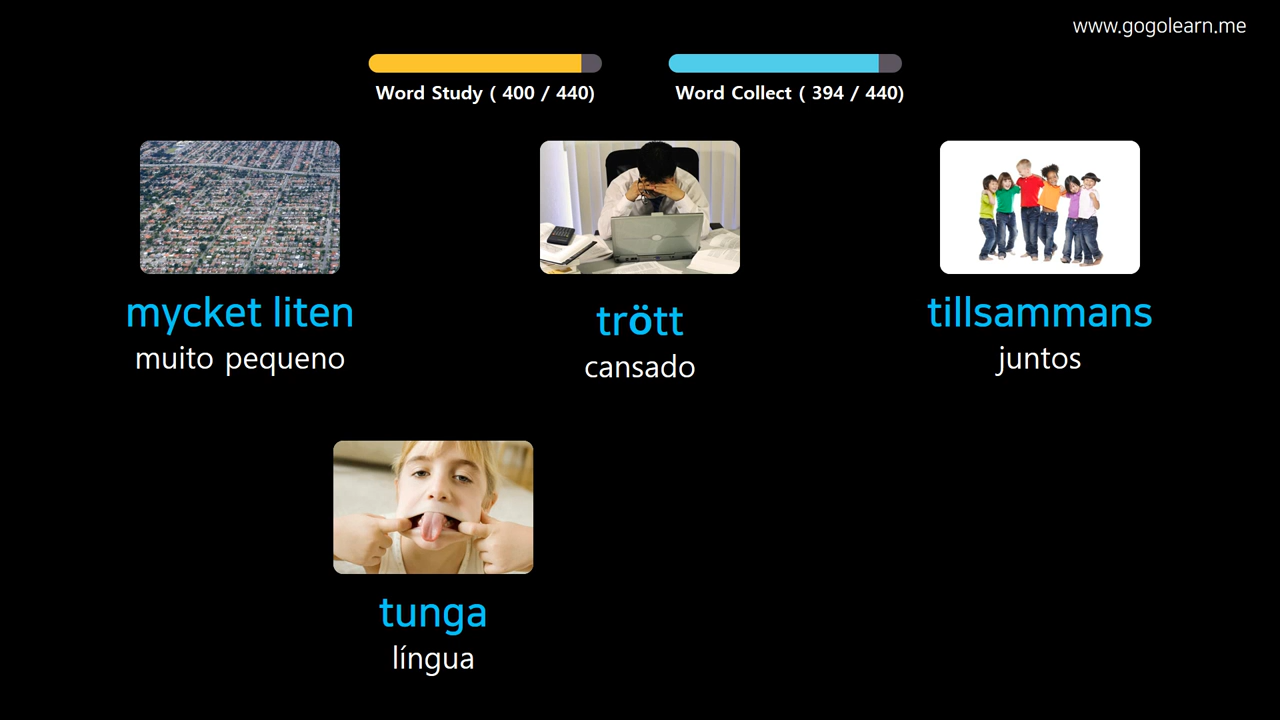 www.gogolearn.me
Word Study ( 400 / 440)
Word Collect ( 394 / 440)
mycket liten
muito pequeno
trött
cansado
tillsammans
juntos
tunga
língua